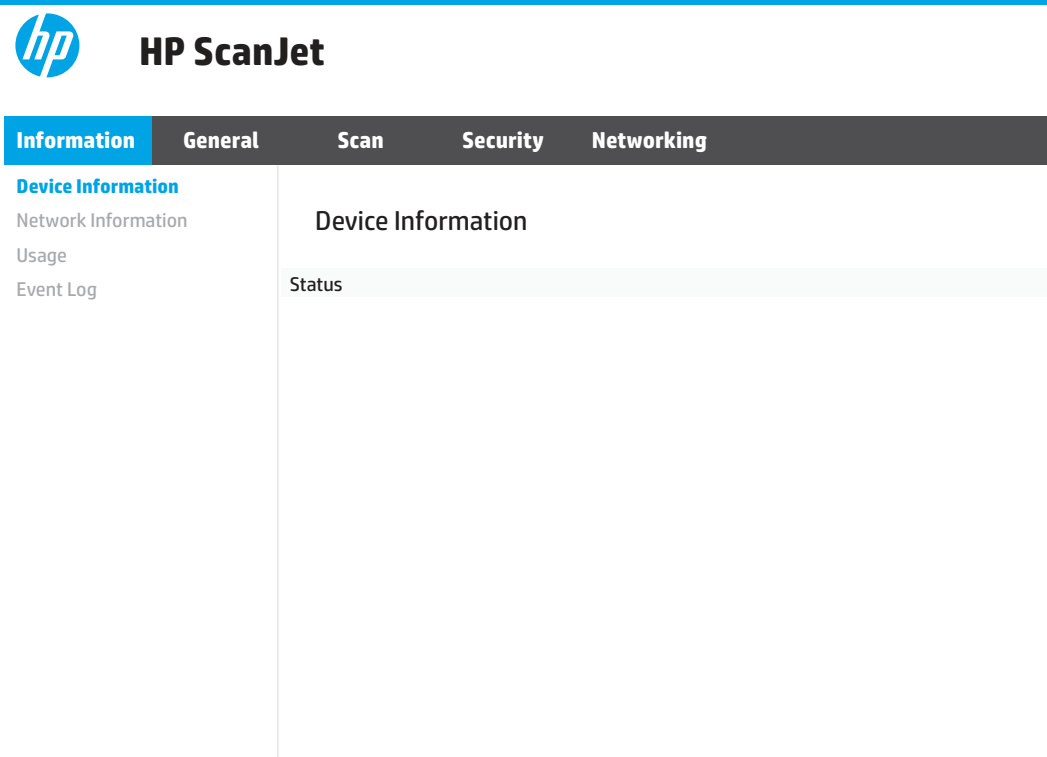 hp
HP ScanJet
Information General Scan Security Networking
Device Information
Network Information
Usage
Event Log
Device Information
Status